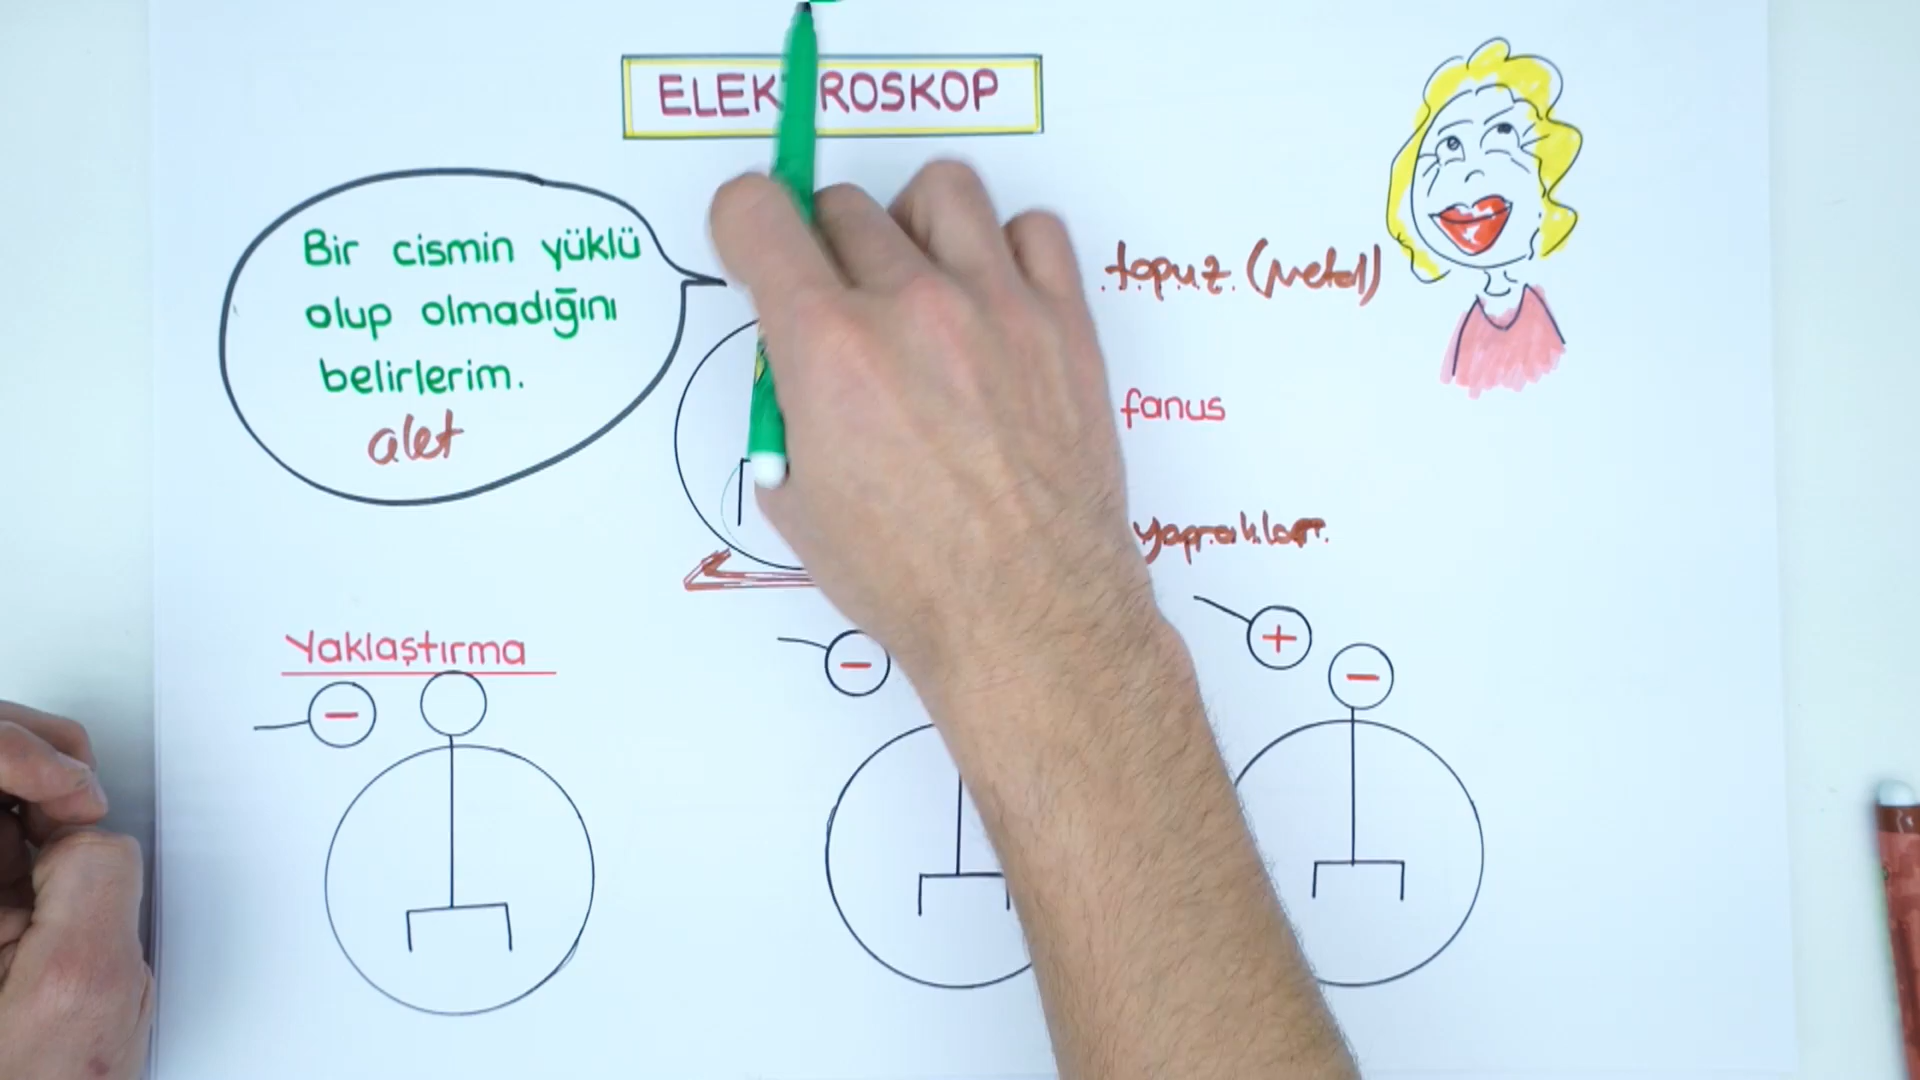 ELEK ROSKOP
Bir cismin yüklü
olup olmadığını
belirlerim.
alet
topuz (Metal)
fanus
yaprakları
Yaklaştırma
−
−
+
−